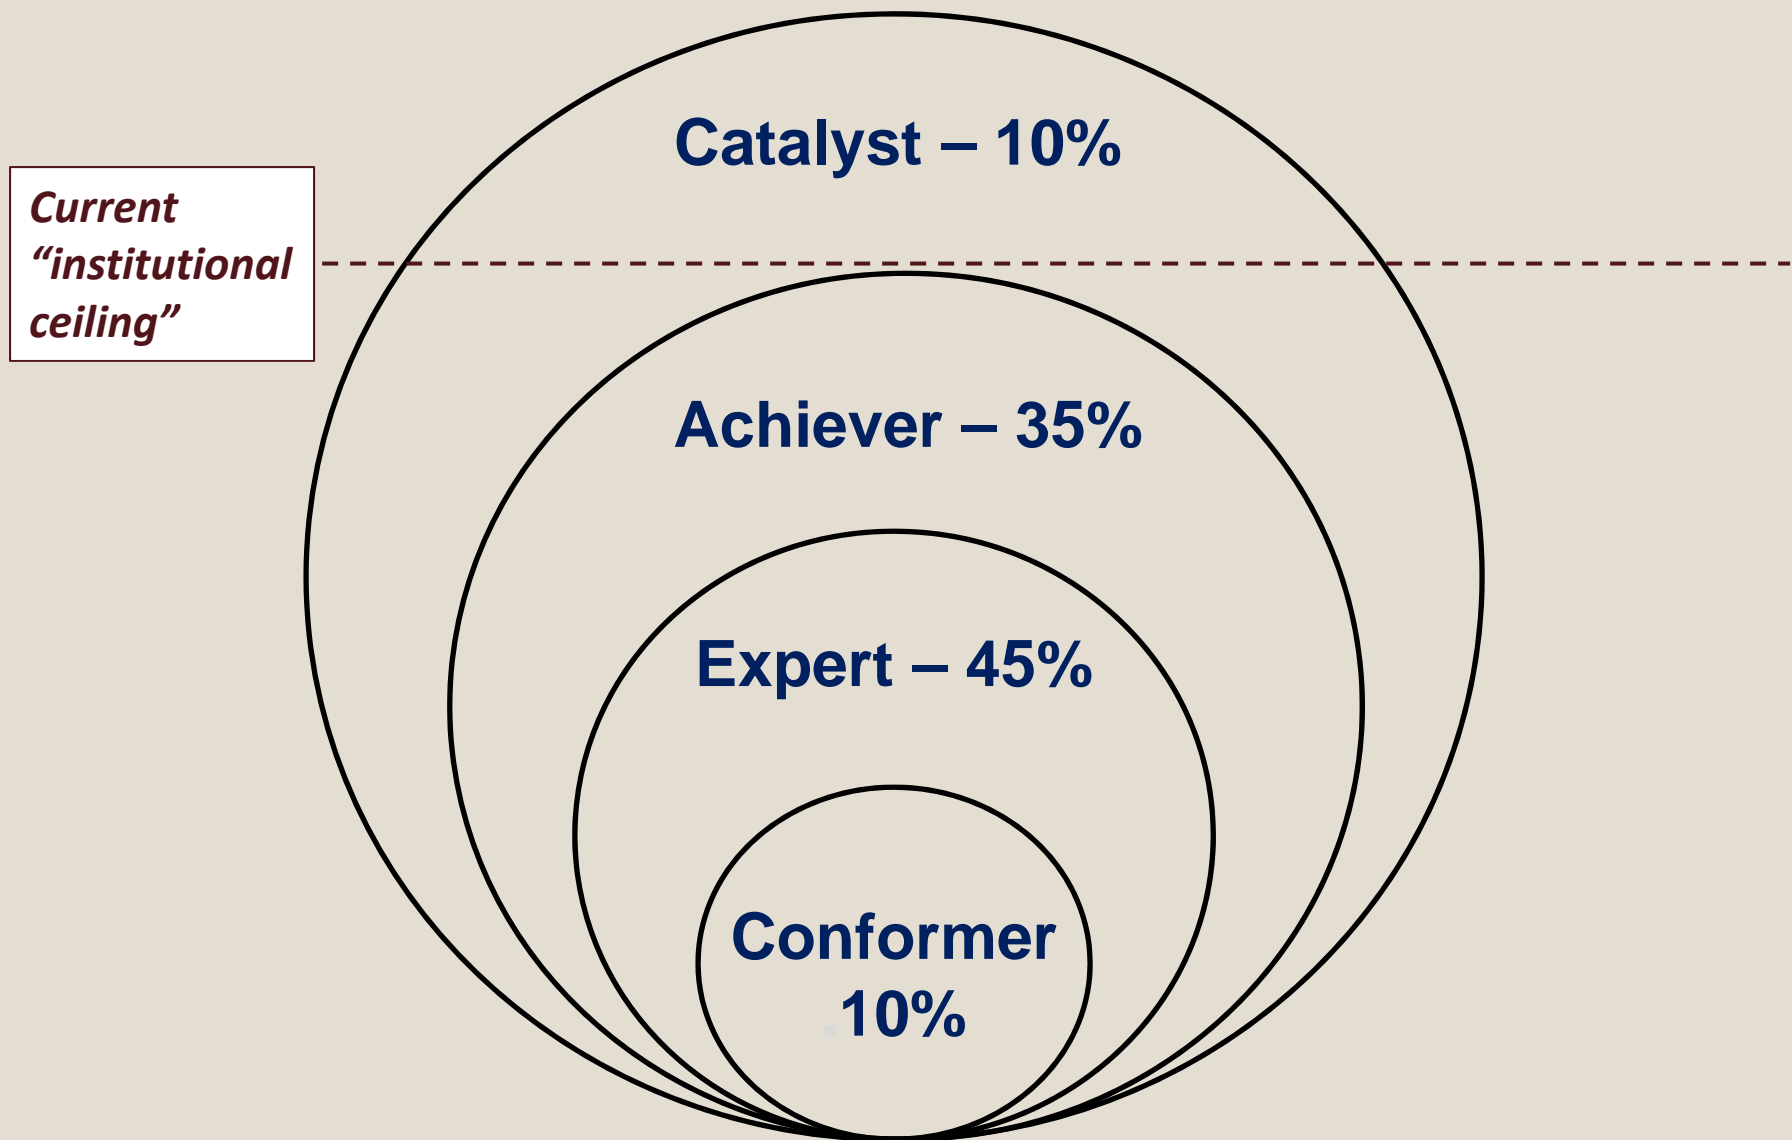 Catalyst – 10%
Current
“institutional
ceiling”
Achiever – 35%
Expert – 45%
Conformer
.10%